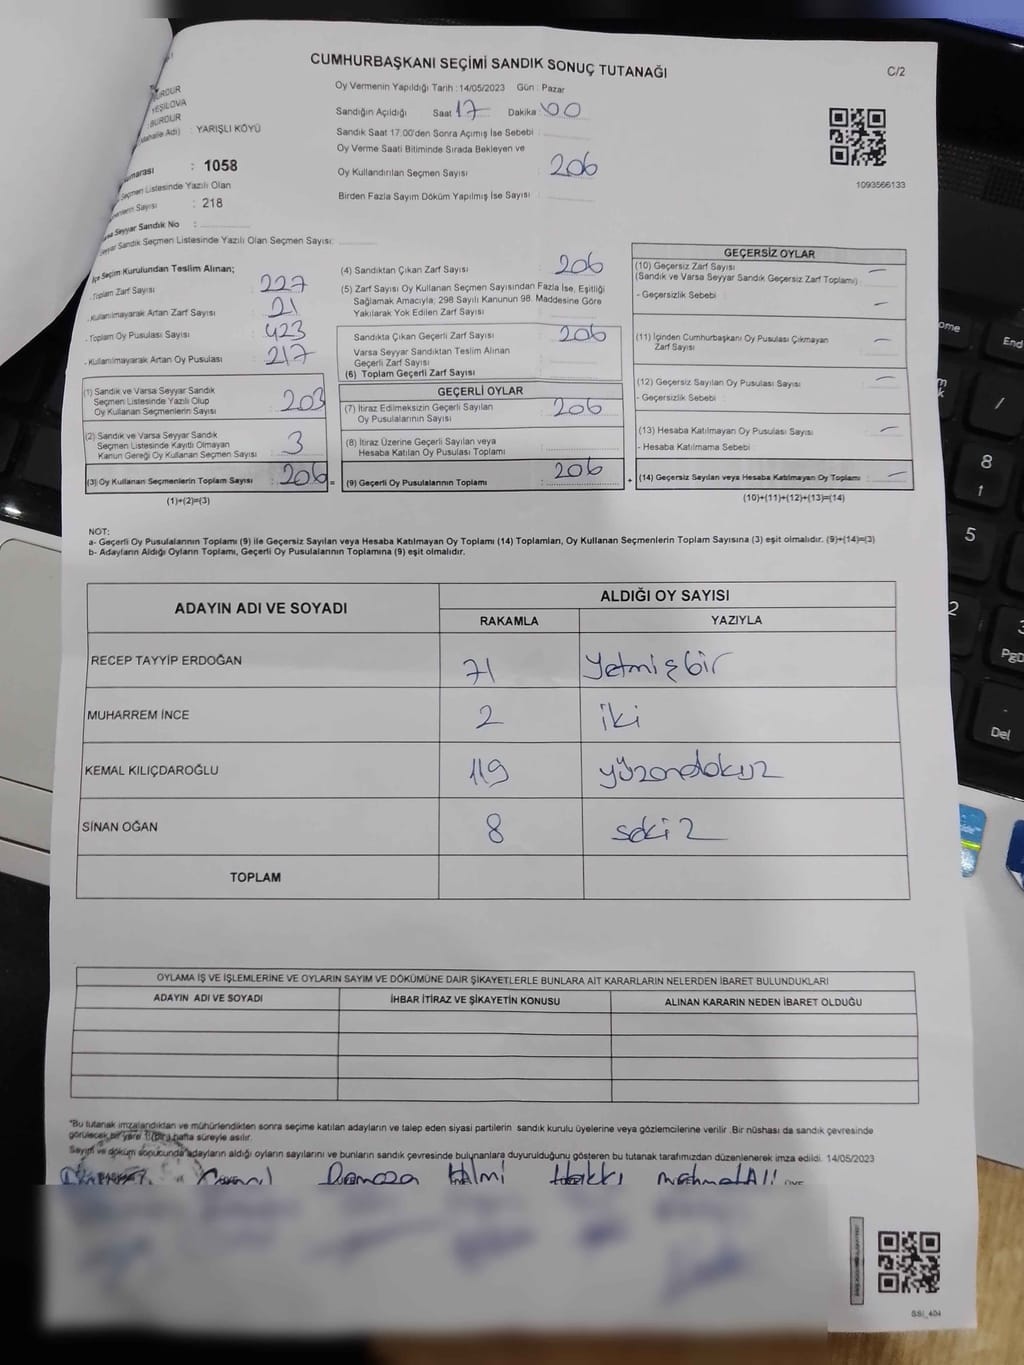 CUMHURBAŞKANI SEÇİMİ SANDIK SONUÇ TUTANAĞI
C/2
Oy Vermenin Yapıldığı Tarih : 14/05/2023 Gün : Pazar
BURDUR
YEŞİLOVA
: BURDUR
Mahalle Adı) : YARIŞLI KÖYÜ
Sandığın Açıldığı Saat 17 Dakika 00
Sandık Saat 17:00'den Sonra Açımış İse Sebebi :
Oy Verme Saati Bitiminde Sırada Bekleyen ve
Oy Kullandırılan Seçmen Sayısı : 206
Birden Fazla Sayım Döküm Yapılmış İse Sayısı :
1093566133
: 1058
Seçmen Listesinde Yazılı Olan
Sayısı : 218
Seyyar Sandık No :
Seyyar Sandık Seçmen Listesinde Yazılı Olan Seçmen Sayısı:
İlçe Seçim Kurulundan Teslim Alınan;
- Toplam Zarf Sayısı : 227
- Kullanılmayarak Artan Zarf Sayısı : 21
- Toplam Oy Pusulası Sayısı : 423
- Kullanılmayarak Artan Oy Pusulası : 217
(1) Sandık ve Varsa Seyyar Sandık
Seçmen Listesinde Yazılı Olup
Oy Kullanan Seçmenlerin Sayısı : 203
(2) Sandık ve Varsa Seyyar Sandık
Seçmen Listesinde Kayıtlı Olmayan
Kanun Gereği Oy Kullanan Seçmen Sayısı : 3
(3) Oy Kullanan Seçmenlerin Toplam Sayısı : 206 =
(1)+(2)=(3)
(4) Sandıktan Çıkan Zarf Sayısı : 206
(5) Zarf Sayısı Oy Kullanan Seçmen Sayısından Fazla İse, Eşitliği
Sağlamak Amacıyla; 298 Sayılı Kanunun 98. Maddesine Göre
Yakılarak Yok Edilen Zarf Sayısı :
Sandıkta Çıkan Geçerli Zarf Sayısı : 206
Varsa Seyyar Sandıktan Teslim Alınan
Geçerli Zarf Sayısı :
(6) Toplam Geçerli Zarf Sayısı :
GEÇERLİ OYLAR
(7) İtiraz Edilmeksizin Geçerli Sayılan
Oy Pusulalarının Sayısı : 206
(8) İtiraz Üzerine Geçerli Sayılan veya
Hesaba Katılan Oy Pusulası Toplamı :
(9) Geçerli Oy Pusulalarının Toplamı : 206 +
GEÇERSİZ OYLAR
(10) Geçersiz Zarf Sayısı : —
(Sandık ve Varsa Seyyar Sandık Geçersiz Zarf Toplamı)
- Geçersizlik Sebebi : —
(11) İçinden Cumhurbaşkanı Oy Pusulası Çıkmayan
Zarf Sayısı : —
(12) Geçersiz Sayılan Oy Pusulası Sayısı : —
- Geçersizlik Sebebi :
(13) Hesaba Katılmayan Oy Pusulası Sayısı : —
- Hesaba Katılmama Sebebi :
(14) Geçersiz Sayılan veya Hesaba Katılmayan Oy Toplamı : —
(10)+(11)+(12)+(13)=(14)
NOT:
a- Geçerli Oy Pusulalarının Toplamı (9) ile Geçersiz Sayılan veya Hesaba Katılmayan Oy Toplamı (14) Toplamları, Oy Kullanan Seçmenlerin Toplam Sayısına (3) eşit olmalıdır. (9)+(14)=(3)
b- Adayların Aldığı Oyların Toplamı, Geçerli Oy Pusulalarının Toplamına (9) eşit olmalıdır.
ADAYIN ADI VE SOYADI
ALDIĞI OY SAYISI
RAKAMLA YAZIYLA
RECEP TAYYİP ERDOĞAN 71 yetmişbir
MUHARREM İNCE 2 iki
KEMAL KILIÇDAROĞLU 119 yüzondokuz
SİNAN OĞAN 8 sekiz
TOPLAM
OYLAMA İŞ VE İŞLEMLERİNE VE OYLARIN SAYIM VE DÖKÜMÜNE DAİR ŞİKAYETLERLE BUNLARA AİT KARARLARIN NELERDEN İBARET BULUNDUKLARI
ADAYIN ADI VE SOYADI İHBAR İTİRAZ VE ŞİKAYETİN KONUSU ALINAN KARARIN NEDEN İBARET OLDUĞU
*Bu tutanak imzalandıktan ve mühürlendikten sonra seçime katılan adayların ve talep eden siyasi partilerin sandık kurulu üyelerine veya gözlemcilerine verilir. Bir nüshası da sandık çevresinde
görülecek bir yere 1 (bir) hafta süreyle asılır.
Sayım ve döküm sonucunda adayların aldığı oyların sayılarını ve bunların sandık çevresinde bulunanlara duyurulduğunu gösteren bu tutanak tarafımızdan düzenlenerek imza edildi. 14/05/2023
Ramaza Hilmi Hakkı mehmetAli
SSI_404
ome
End
/
8
1
5
2
PgD
Del